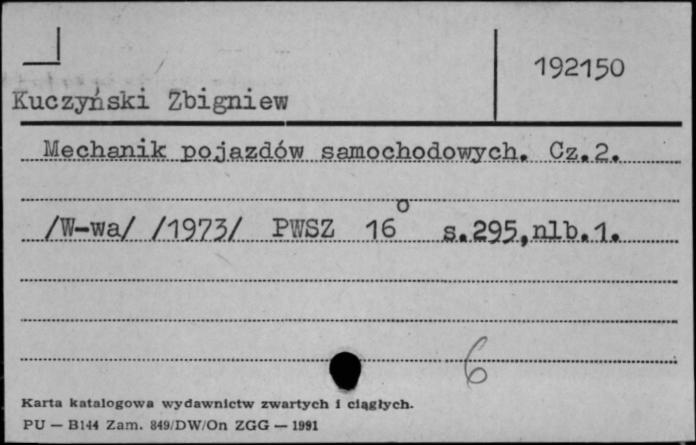 192150
Kuczyński Zbigniew
Mechanik pojazdów samochodowych. Cz.2.
/W-wa/ /1973/ PWSZ 16° s.295,nlb.1.
6
Karta katalogowa wydawnictw zwartych i ciągłych.
PU — B144 Zam. 849/DW/On ZGG — 1991